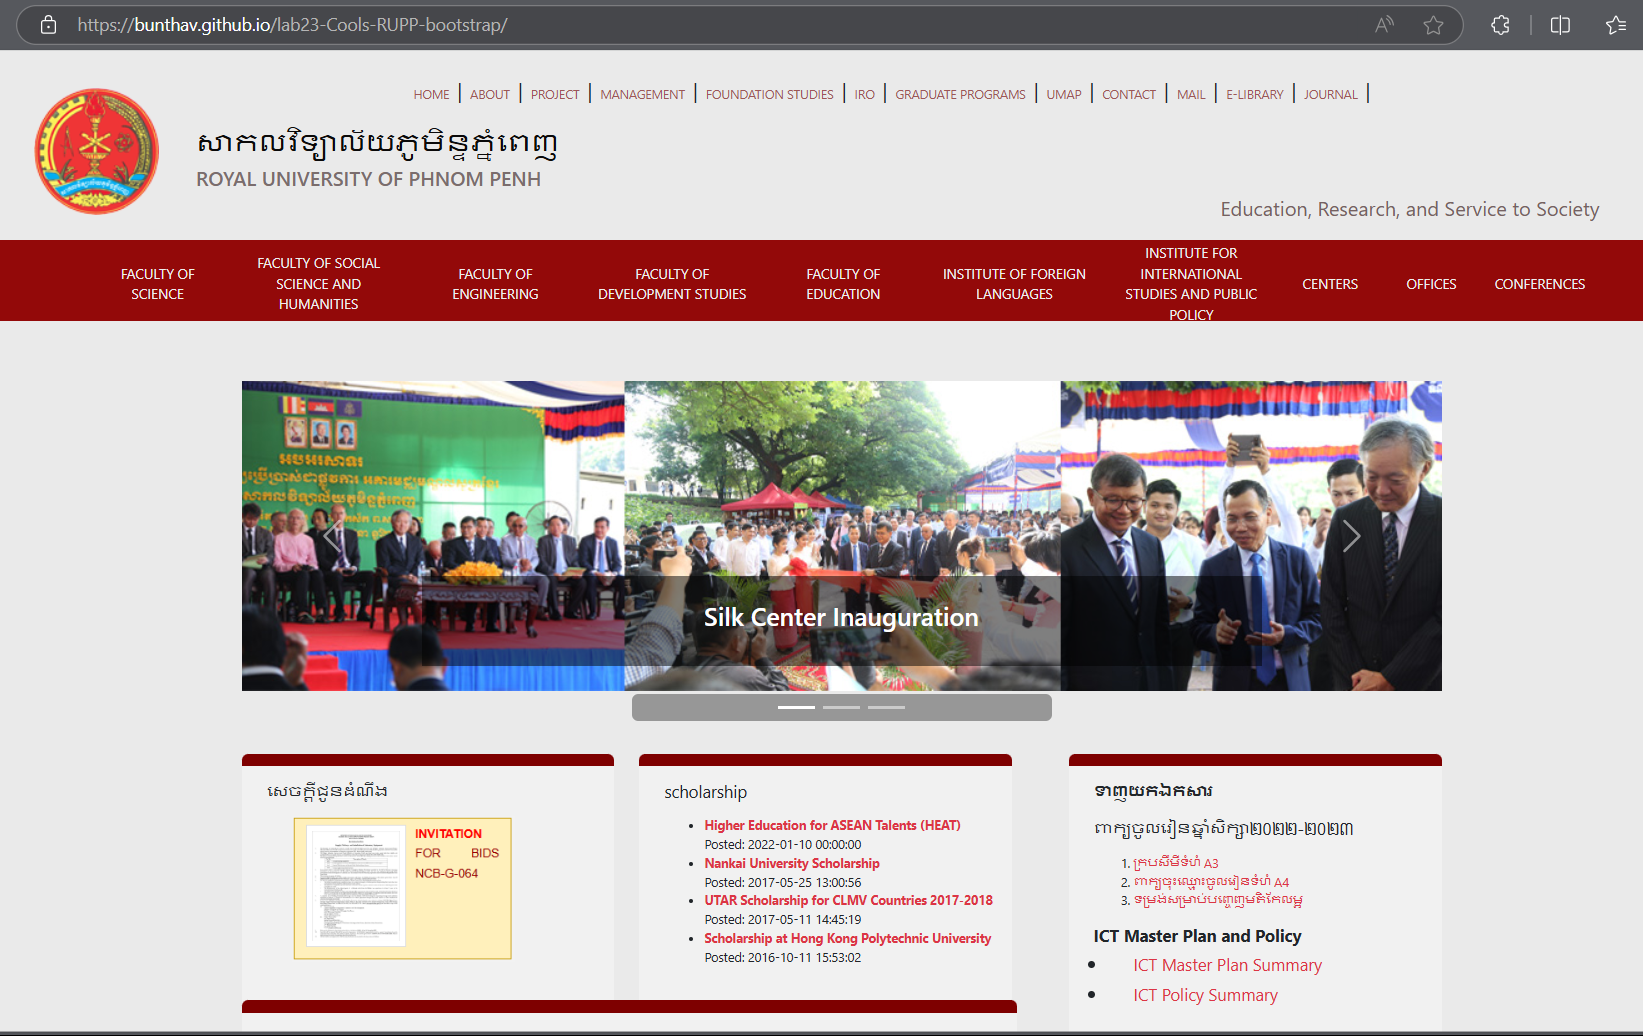 https://bunthav.github.io/lab23-Cools-RUPP-bootstrap/
HOME | ABOUT | PROJECT | MANAGEMENT | FOUNDATION STUDIES | IRO | GRADUATE PROGRAMS | UMAP | CONTACT | MAIL | E-LIBRARY | JOURNAL |
សាកលវិទ្យាល័យភូមិន្ទភ្នំពេញ
ROYAL UNIVERSITY OF PHNOM PENH
Education, Research, and Service to Society
FACULTY OF
SCIENCE
FACULTY OF SOCIAL
SCIENCE AND
HUMANITIES
FACULTY OF
ENGINEERING
FACULTY OF
DEVELOPMENT STUDIES
FACULTY OF
EDUCATION
INSTITUTE OF FOREIGN
LANGUAGES
INSTITUTE FOR
INTERNATIONAL
STUDIES AND PUBLIC
POLICY
CENTERS
OFFICES
CONFERENCES
Silk Center Inauguration
សេចក្តីជូនដំណឹង
INVITATION
FOR BIDS
NCB-G-064
scholarship
• Higher Education for ASEAN Talents (HEAT)
Posted: 2022-01-10 00:00:00
• Nankai University Scholarship
Posted: 2017-05-25 13:00:56
• UTAR Scholarship for CLMV Countries 2017-2018
Posted: 2017-05-11 14:45:19
• Scholarship at Hong Kong Polytechnic University
Posted: 2016-10-11 15:53:02
ទាញយកឯកសារ
ពាក្យចូលរៀនឆ្នាំសិក្សា២០២២-២០២៣
1. ក្របសឺមីទំហំ A3
2. ពាក្យចុះឈ្មោះចូលរៀនទំហំ A4
3. ទម្រង់សម្រាប់បញ្ចេញមតិកែលម្អ
ICT Master Plan and Policy
• ICT Master Plan Summary
• ICT Policy Summary